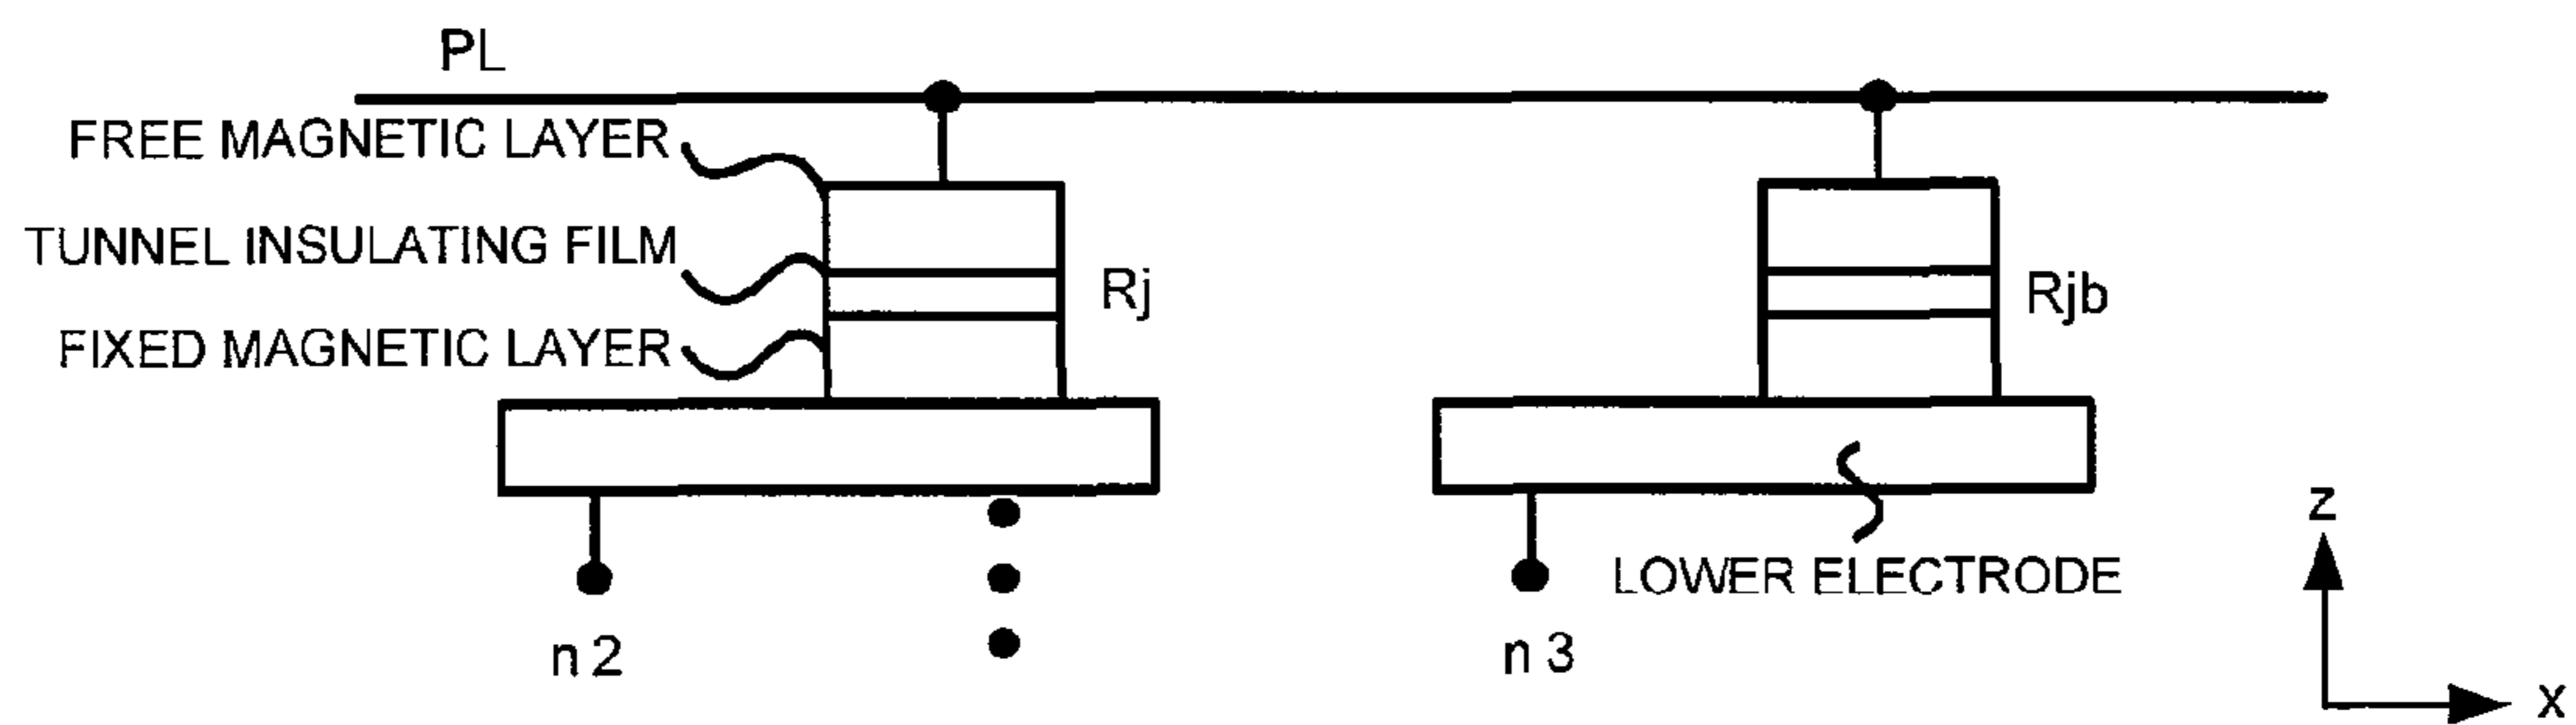 PL
FREE MAGNETIC LAYER
TUNNEL INSULATING FILM
Rj
Rjb
FIXED MAGNETIC LAYER
LOWER ELECTRODE
n2
n3
z
x